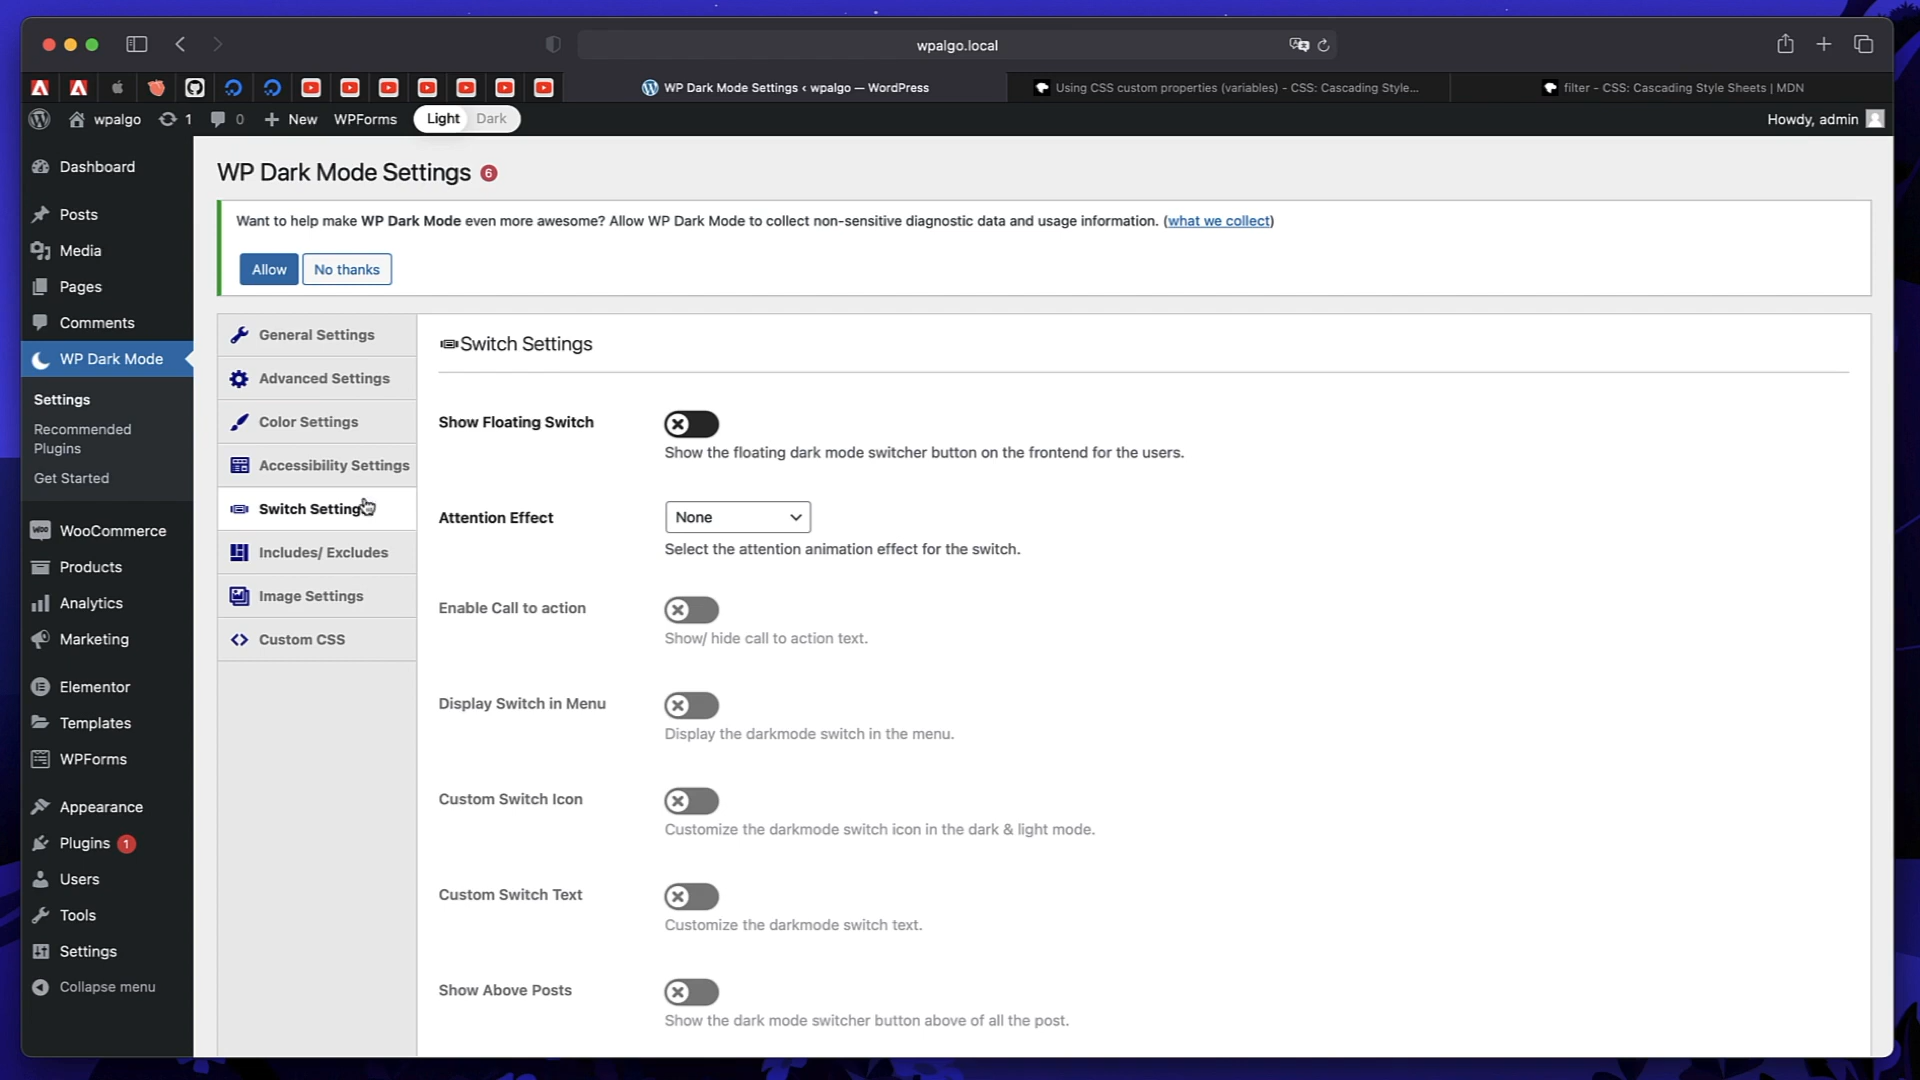 wpalgo.local
WP Dark Mode Settings ‹ wpalgo — WordPress
Using CSS custom properties (variables) - CSS: Cascading Style...
filter - CSS: Cascading Style Sheets | MDN
wpalgo
1
0
New
WPForms
Light
Dark
Howdy, admin
Dashboard
Posts
Media
Pages
Comments
WP Dark Mode
Settings
Recommended
Plugins
Get Started
WooCommerce
Products
Analytics
Marketing
Elementor
Templates
WPForms
Appearance
Plugins 1
Users
Tools
Settings
Collapse menu
WP Dark Mode Settings 6
Want to help make WP Dark Mode even more awesome? Allow WP Dark Mode to collect non-sensitive diagnostic data and usage information. (what we collect)
Allow
No thanks
General Settings
Advanced Settings
Color Settings
Accessibility Settings
Switch Setting
Includes/ Excludes
Image Settings
Custom CSS
Switch Settings
Show Floating Switch
Show the floating dark mode switcher button on the frontend for the users.
Attention Effect
None
Select the attention animation effect for the switch.
Enable Call to action
Show/ hide call to action text.
Display Switch in Menu
Display the darkmode switch in the menu.
Custom Switch Icon
Customize the darkmode switch icon in the dark & light mode.
Custom Switch Text
Customize the darkmode switch text.
Show Above Posts
Show the dark mode switcher button above of all the post.